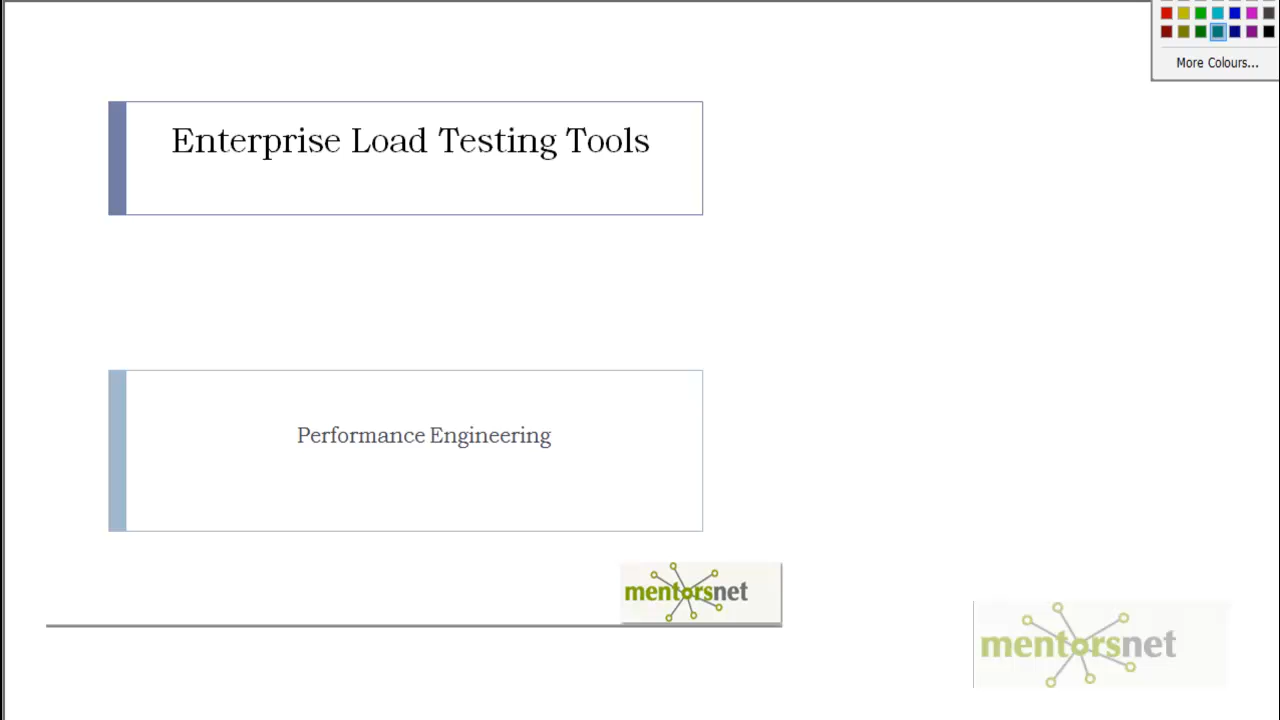 More Colours...
Enterprise Load Testing Tools
Performance Engineering
mentorsnet
mentorsnet